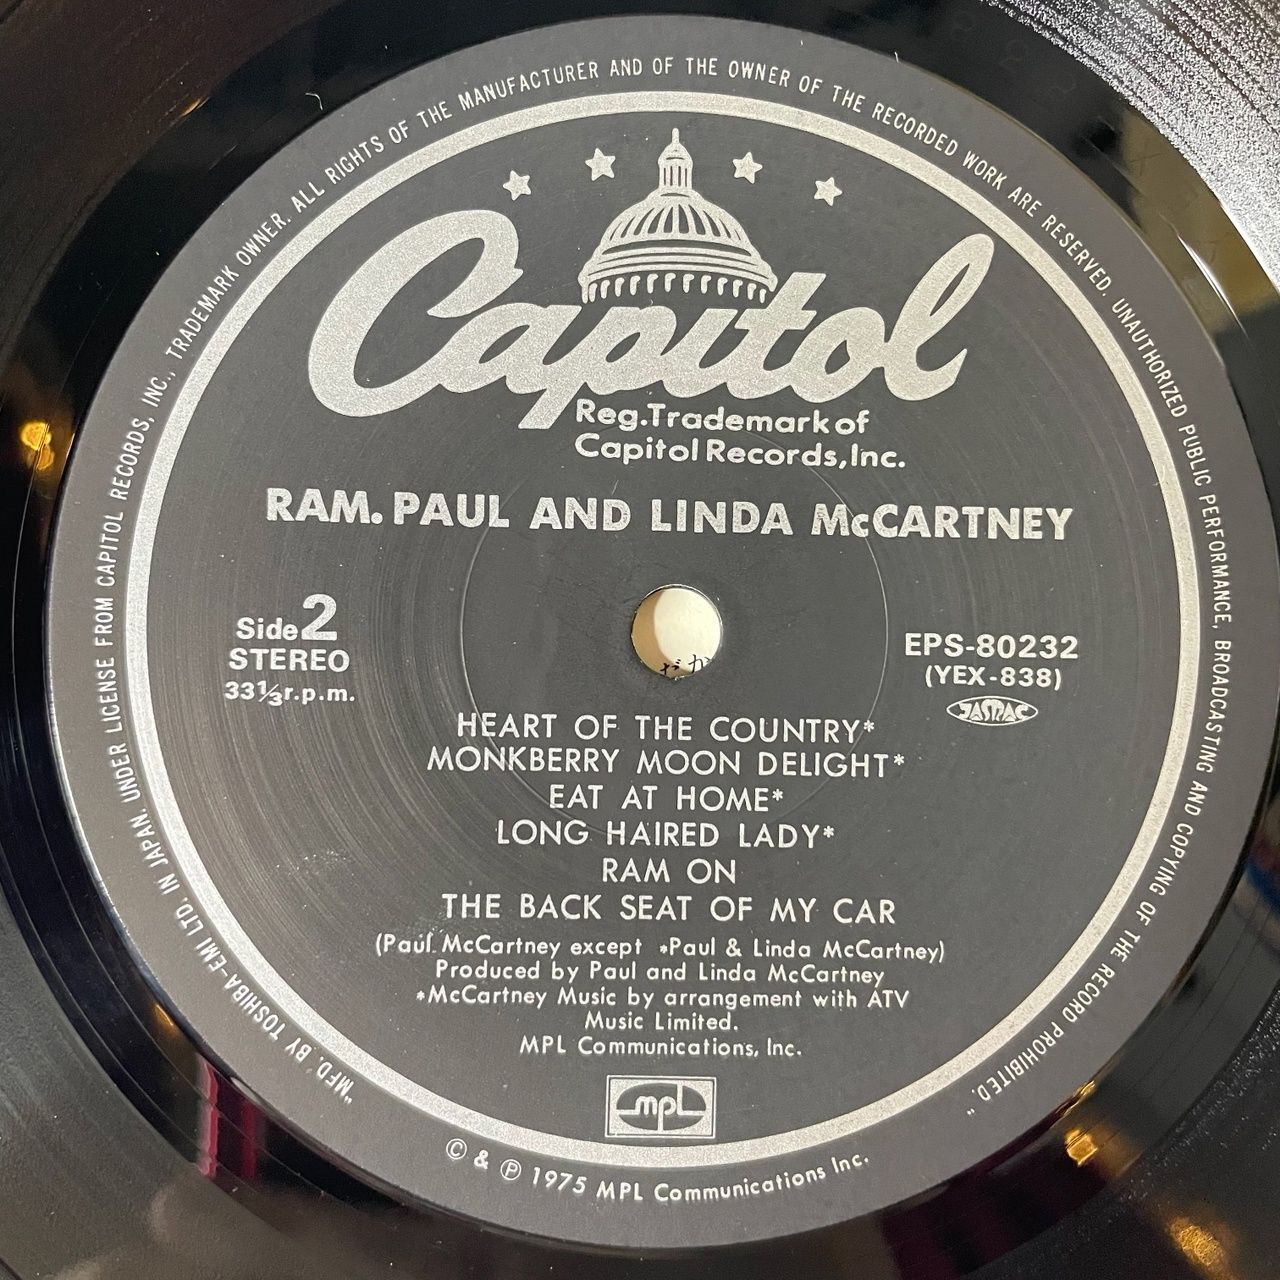 "MFD. BY TOSHIBA-EMI LTD. IN JAPAN. UNDER LICENSE FROM CAPITOL RECORDS, INC., TRADEMARK OWNER. ALL RIGHTS OF THE MANUFACTURER AND OF THE OWNER OF THE RECORDED WORK ARE RESERVED. UNAUTHORIZED PUBLIC PERFORMANCE, BROADCASTING AND COPYING OF THE RECORD PROHIBITED."
Capitol
Reg.Trademark of
Capitol Records,Inc.
RAM. PAUL AND LINDA McCARTNEY
Side 2
STEREO
33⅓r.p.m.
EPS-80232
(YEX-838)
JASRAC
HEART OF THE COUNTRY*
MONKBERRY MOON DELIGHT*
EAT AT HOME*
LONG HAIRED LADY*
RAM ON
THE BACK SEAT OF MY CAR
(Paul McCartney except *Paul & Linda McCartney)
Produced by Paul and Linda McCartney
*McCartney Music by arrangement with ATV
Music Limited.
MPL Communications, Inc.
MPL
© & ℗ 1975 MPL Communications Inc.